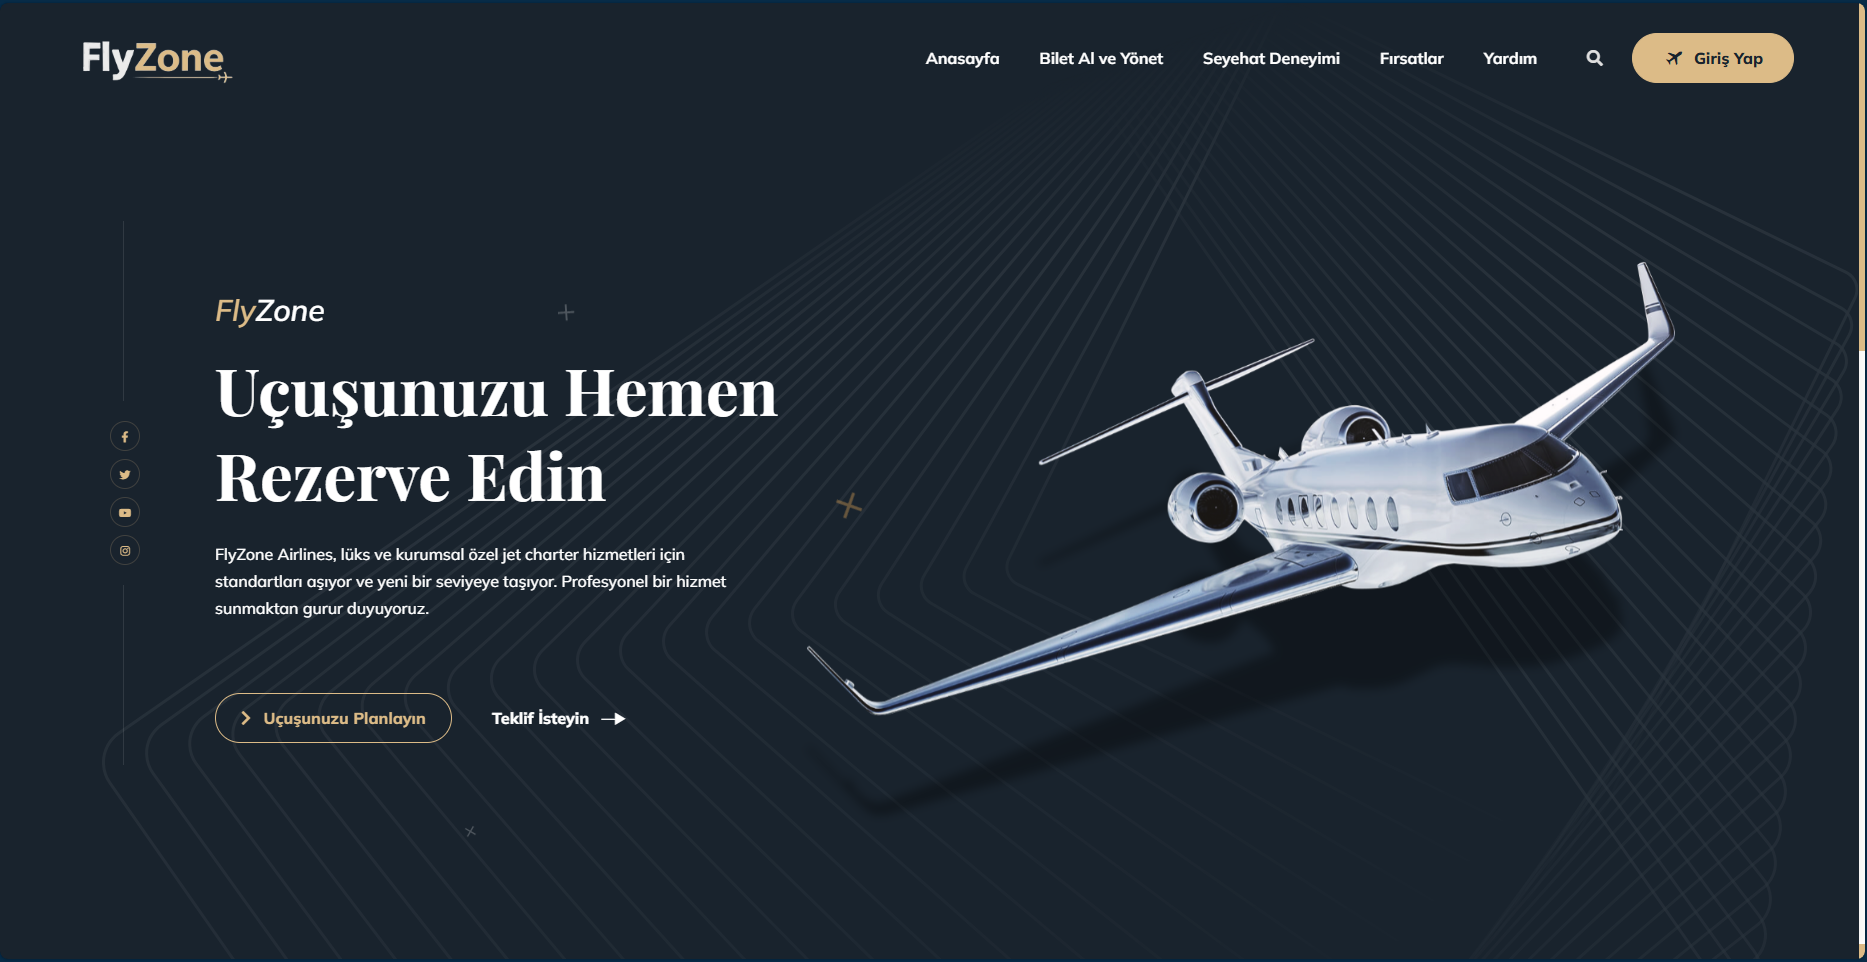 FlyZone
Anasayfa
Bilet Al ve Yönet
Seyehat Deneyimi
Fırsatlar
Yardım
Giriş Yap
FlyZone
Uçuşunuzu Hemen
Rezerve Edin
FlyZone Airlines, lüks ve kurumsal özel jet charter hizmetleri için
standartları aşıyor ve yeni bir seviyeye taşıyor. Profesyonel bir hizmet
sunmaktan gurur duyuyoruz.
Uçuşunuzu Planlayın
Teklif İsteyin